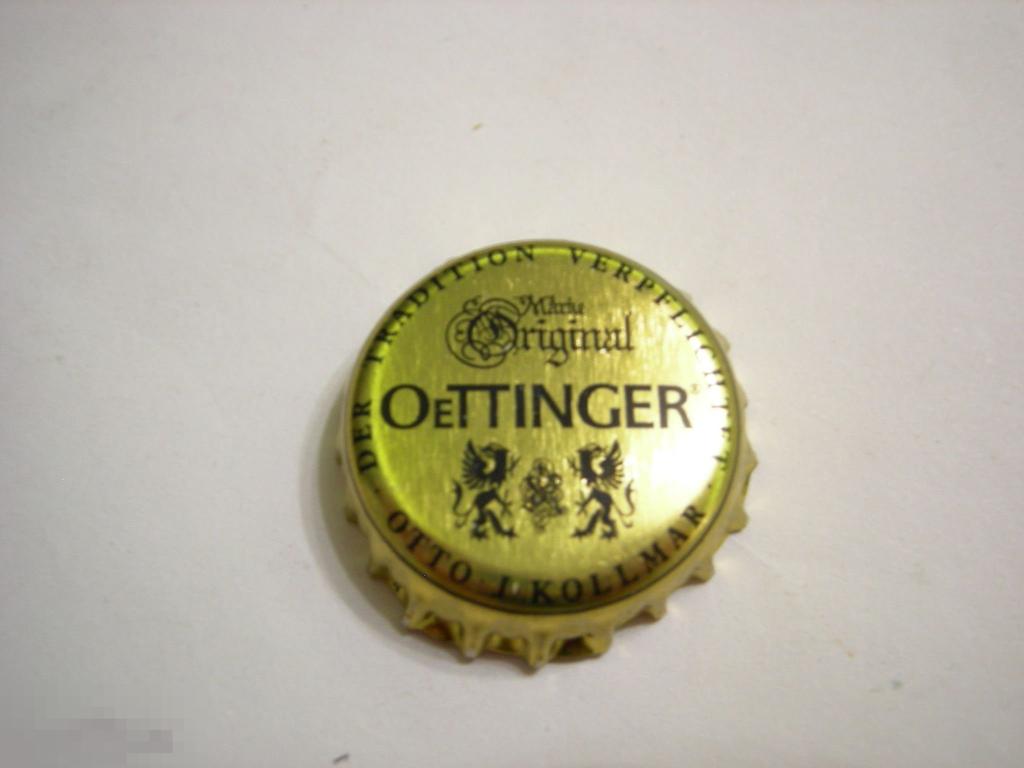 DER TRADITION VERPFLICHTET
Original
OETTINGER®
OTTO J. KOLLMAR